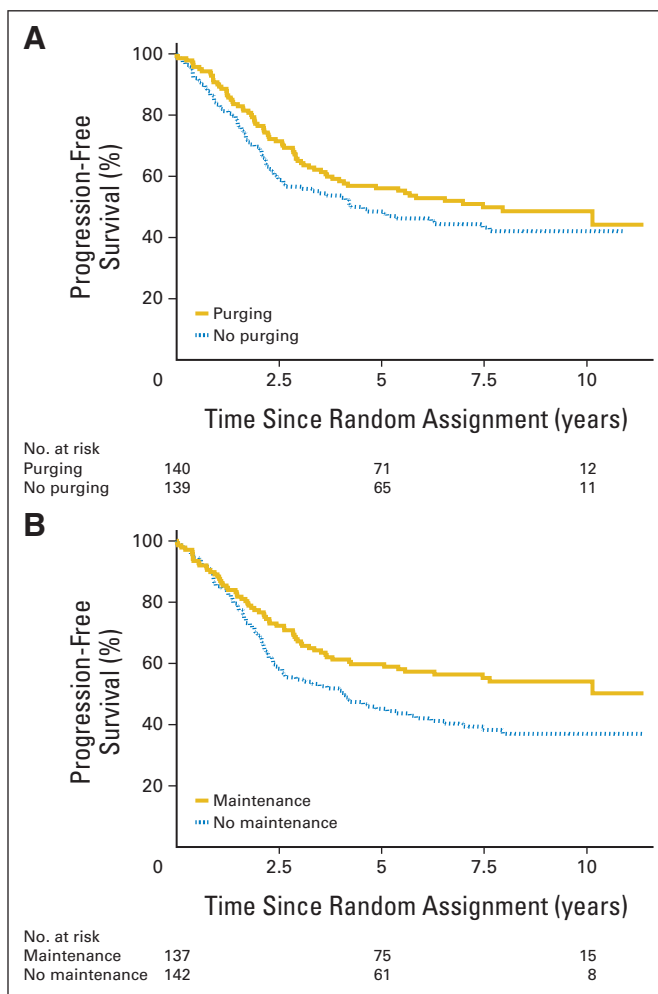 A
Progression-Free
Survival (%)
100
80
60
40
20
Purging
No purging
0 2.5 5 7.5 10
Time Since Random Assignment (years)
No. at risk
Purging 140 71 12
No purging 139 65 11
B
Progression-Free
Survival (%)
100
80
60
40
20
Maintenance
No maintenance
0 2.5 5 7.5 10
Time Since Random Assignment (years)
No. at risk
Maintenance 137 75 15
No maintenance 142 61 8